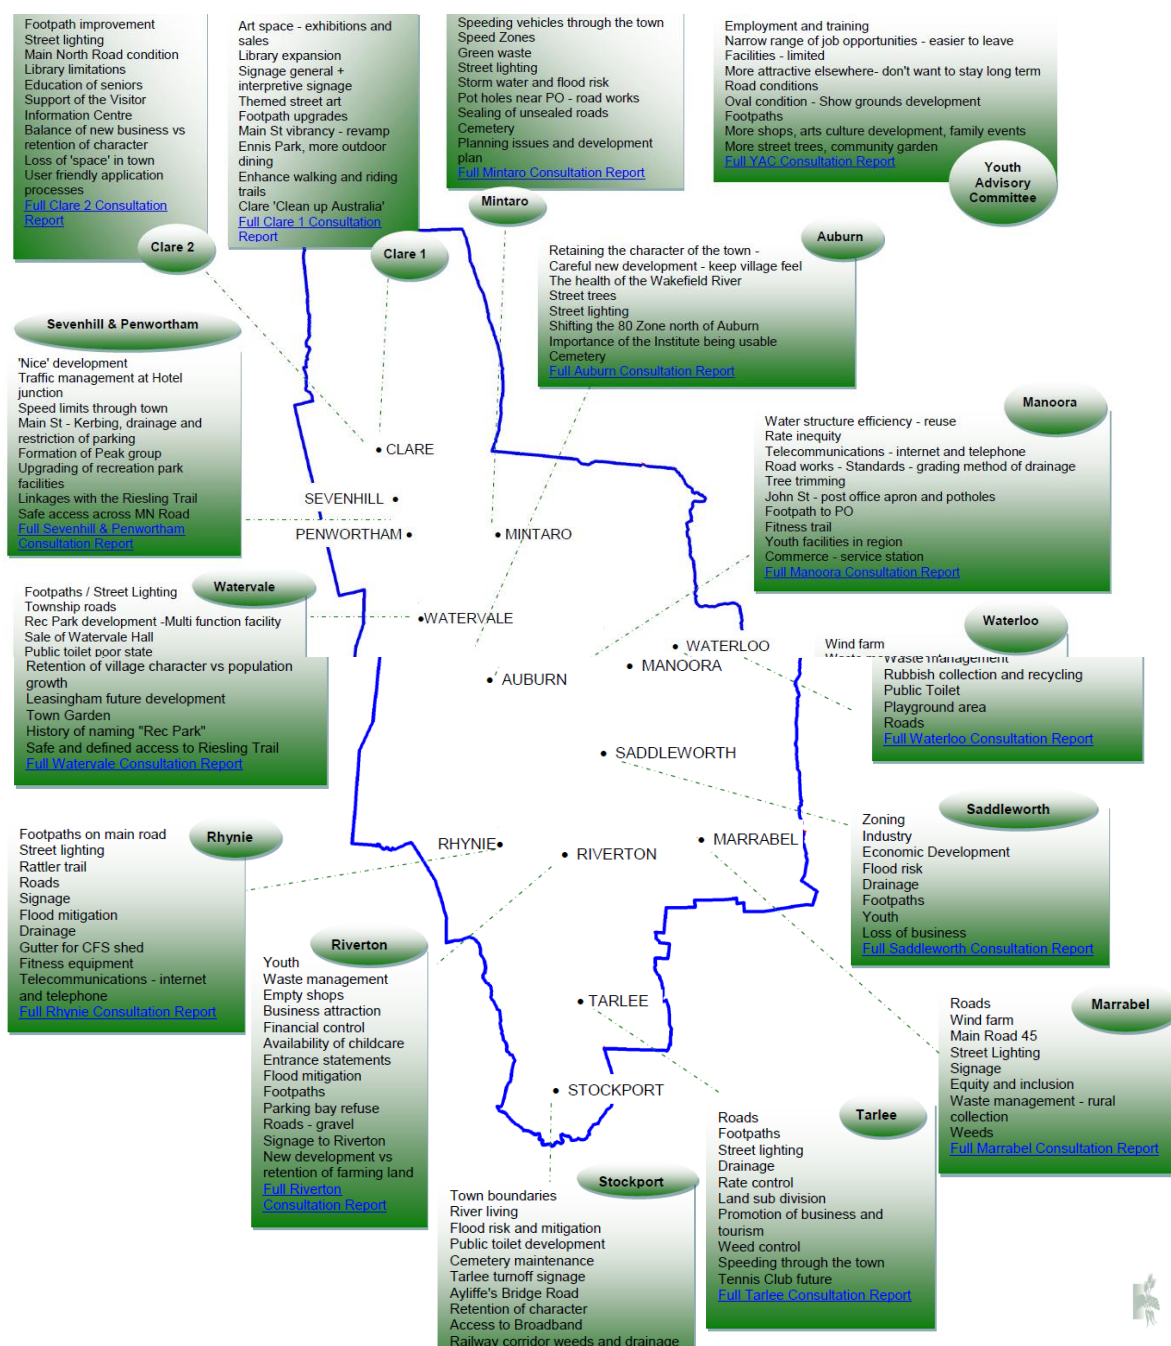 Footpath improvement
Street lighting
Main North Road condition
Library limitations
Education of seniors
Support of the Visitor
Information Centre
Balance of new business vs
retention of character
Loss of 'space' in town
User friendly application
processes
Full Clare 2 Consultation
Report
Clare 2
Art space - exhibitions and
sales
Library expansion
Signage general +
interpretive signage
Themed street art
Footpath upgrades
Main St vibrancy - revamp
Ennis Park, more outdoor
dining
Enhance walking and riding
trails
Clare 'Clean up Australia'
Full Clare 1 Consultation
Report
Clare 1
Speeding vehicles through the town
Speed Zones
Green waste
Street lighting
Storm water and flood risk
Pot holes near PO - road works
Sealing of unsealed roads
Cemetery
Planning issues and development
plan
Full Mintaro Consultation Report
Mintaro
Employment and training
Narrow range of job opportunities - easier to leave
Facilities - limited
More attractive elsewhere- don't want to stay long term
Road conditions
Oval condition - Show grounds development
Footpaths
More shops, arts culture development, family events
More street trees, community garden
Full YAC Consultation Report
Youth
Advisory
Committee
Auburn
Retaining the character of the town -
Careful new development - keep village feel
The health of the Wakefield River
Street trees
Street lighting
Shifting the 80 Zone north of Auburn
Importance of the Institute being usable
Cemetery
Full Auburn Consultation Report
Sevenhill & Penwortham
'Nice' development
Traffic management at Hotel
junction
Speed limits through town
Main St - Kerbing, drainage and
restriction of parking
Formation of Peak group
Upgrading of recreation park
facilities
Linkages with the Riesling Trail
Safe access across MN Road
Full Sevenhill & Penwortham
Consultation Report
Manoora
Water structure efficiency - reuse
Rate inequity
Telecommunications - internet and telephone
Road works - Standards - grading method of drainage
Tree trimming
John St - post office apron and potholes
Footpath to PO
Fitness trail
Youth facilities in region
Commerce - service station
Full Manoora Consultation Report
CLARE
SEVENHILL
PENWORTHAM
MINTARO
WATERVALE
WATERLOO
MANOORA
AUBURN
SADDLEWORTH
RHYNIE
RIVERTON
MARRABEL
TARLEE
STOCKPORT
Watervale
Footpaths / Street Lighting
Township roads
Rec Park development -Multi function facility
Sale of Watervale Hall
Public toilet poor state
Retention of village character vs population
growth
Leasingham future development
Town Garden
History of naming "Rec Park"
Safe and defined access to Riesling Trail
Full Watervale Consultation Report
Waterloo
Wind farm
Waste management
Rubbish collection and recycling
Public Toilet
Playground area
Roads
Full Waterloo Consultation Report
Saddleworth
Zoning
Industry
Economic Development
Flood risk
Drainage
Footpaths
Youth
Loss of business
Full Saddleworth Consultation Report
Rhynie
Footpaths on main road
Street lighting
Rattler trail
Roads
Signage
Flood mitigation
Drainage
Gutter for CFS shed
Fitness equipment
Telecommunications - internet
and telephone
Full Rhynie Consultation Report
Riverton
Youth
Waste management
Empty shops
Business attraction
Financial control
Availability of childcare
Entrance statements
Flood mitigation
Footpaths
Parking bay refuse
Roads - gravel
Signage to Riverton
New development vs
retention of farming land
Full Riverton
Consultation Report
Marrabel
Roads
Wind farm
Main Road 45
Street Lighting
Signage
Equity and inclusion
Waste management - rural
collection
Weeds
Full Marrabel Consultation Report
Tarlee
Roads
Footpaths
Street lighting
Drainage
Rate control
Land sub division
Promotion of business and
tourism
Weed control
Speeding through the town
Tennis Club future
Full Tarlee Consultation Report
Stockport
Town boundaries
River living
Flood risk and mitigation
Public toilet development
Cemetery maintenance
Tarlee turnoff signage
Ayliffe's Bridge Road
Retention of character
Access to Broadband
Railway corridor weeds and drainage